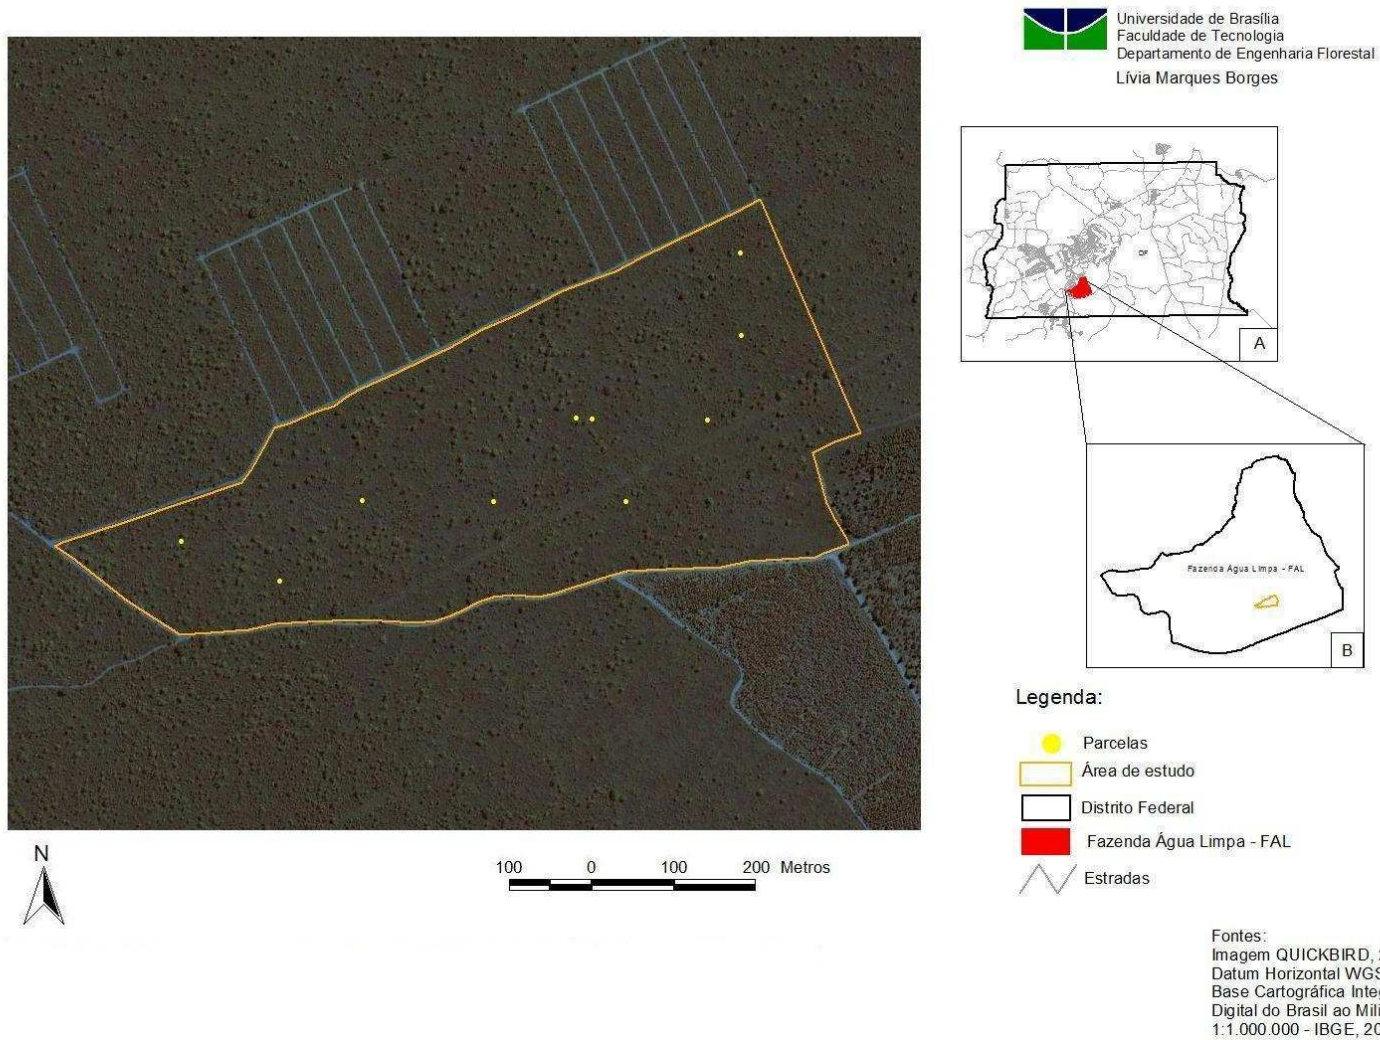 Universidade de Brasília
Faculdade de Tecnologia
Departamento de Engenharia Florestal
Lívia Marques Borges
DF
A
Fazenda Água Limpa - FAL
B
Legenda:
Parcelas
Área de estudo
Distrito Federal
Fazenda Água Limpa - FAL
Estradas
N
100 0 100 200 Metros
Fontes:
Imagem QUICKBIRD,
Datum Horizontal WGS
Base Cartográfica Integ
Digital do Brasil ao Mili
1:1.000.000 - IBGE, 20